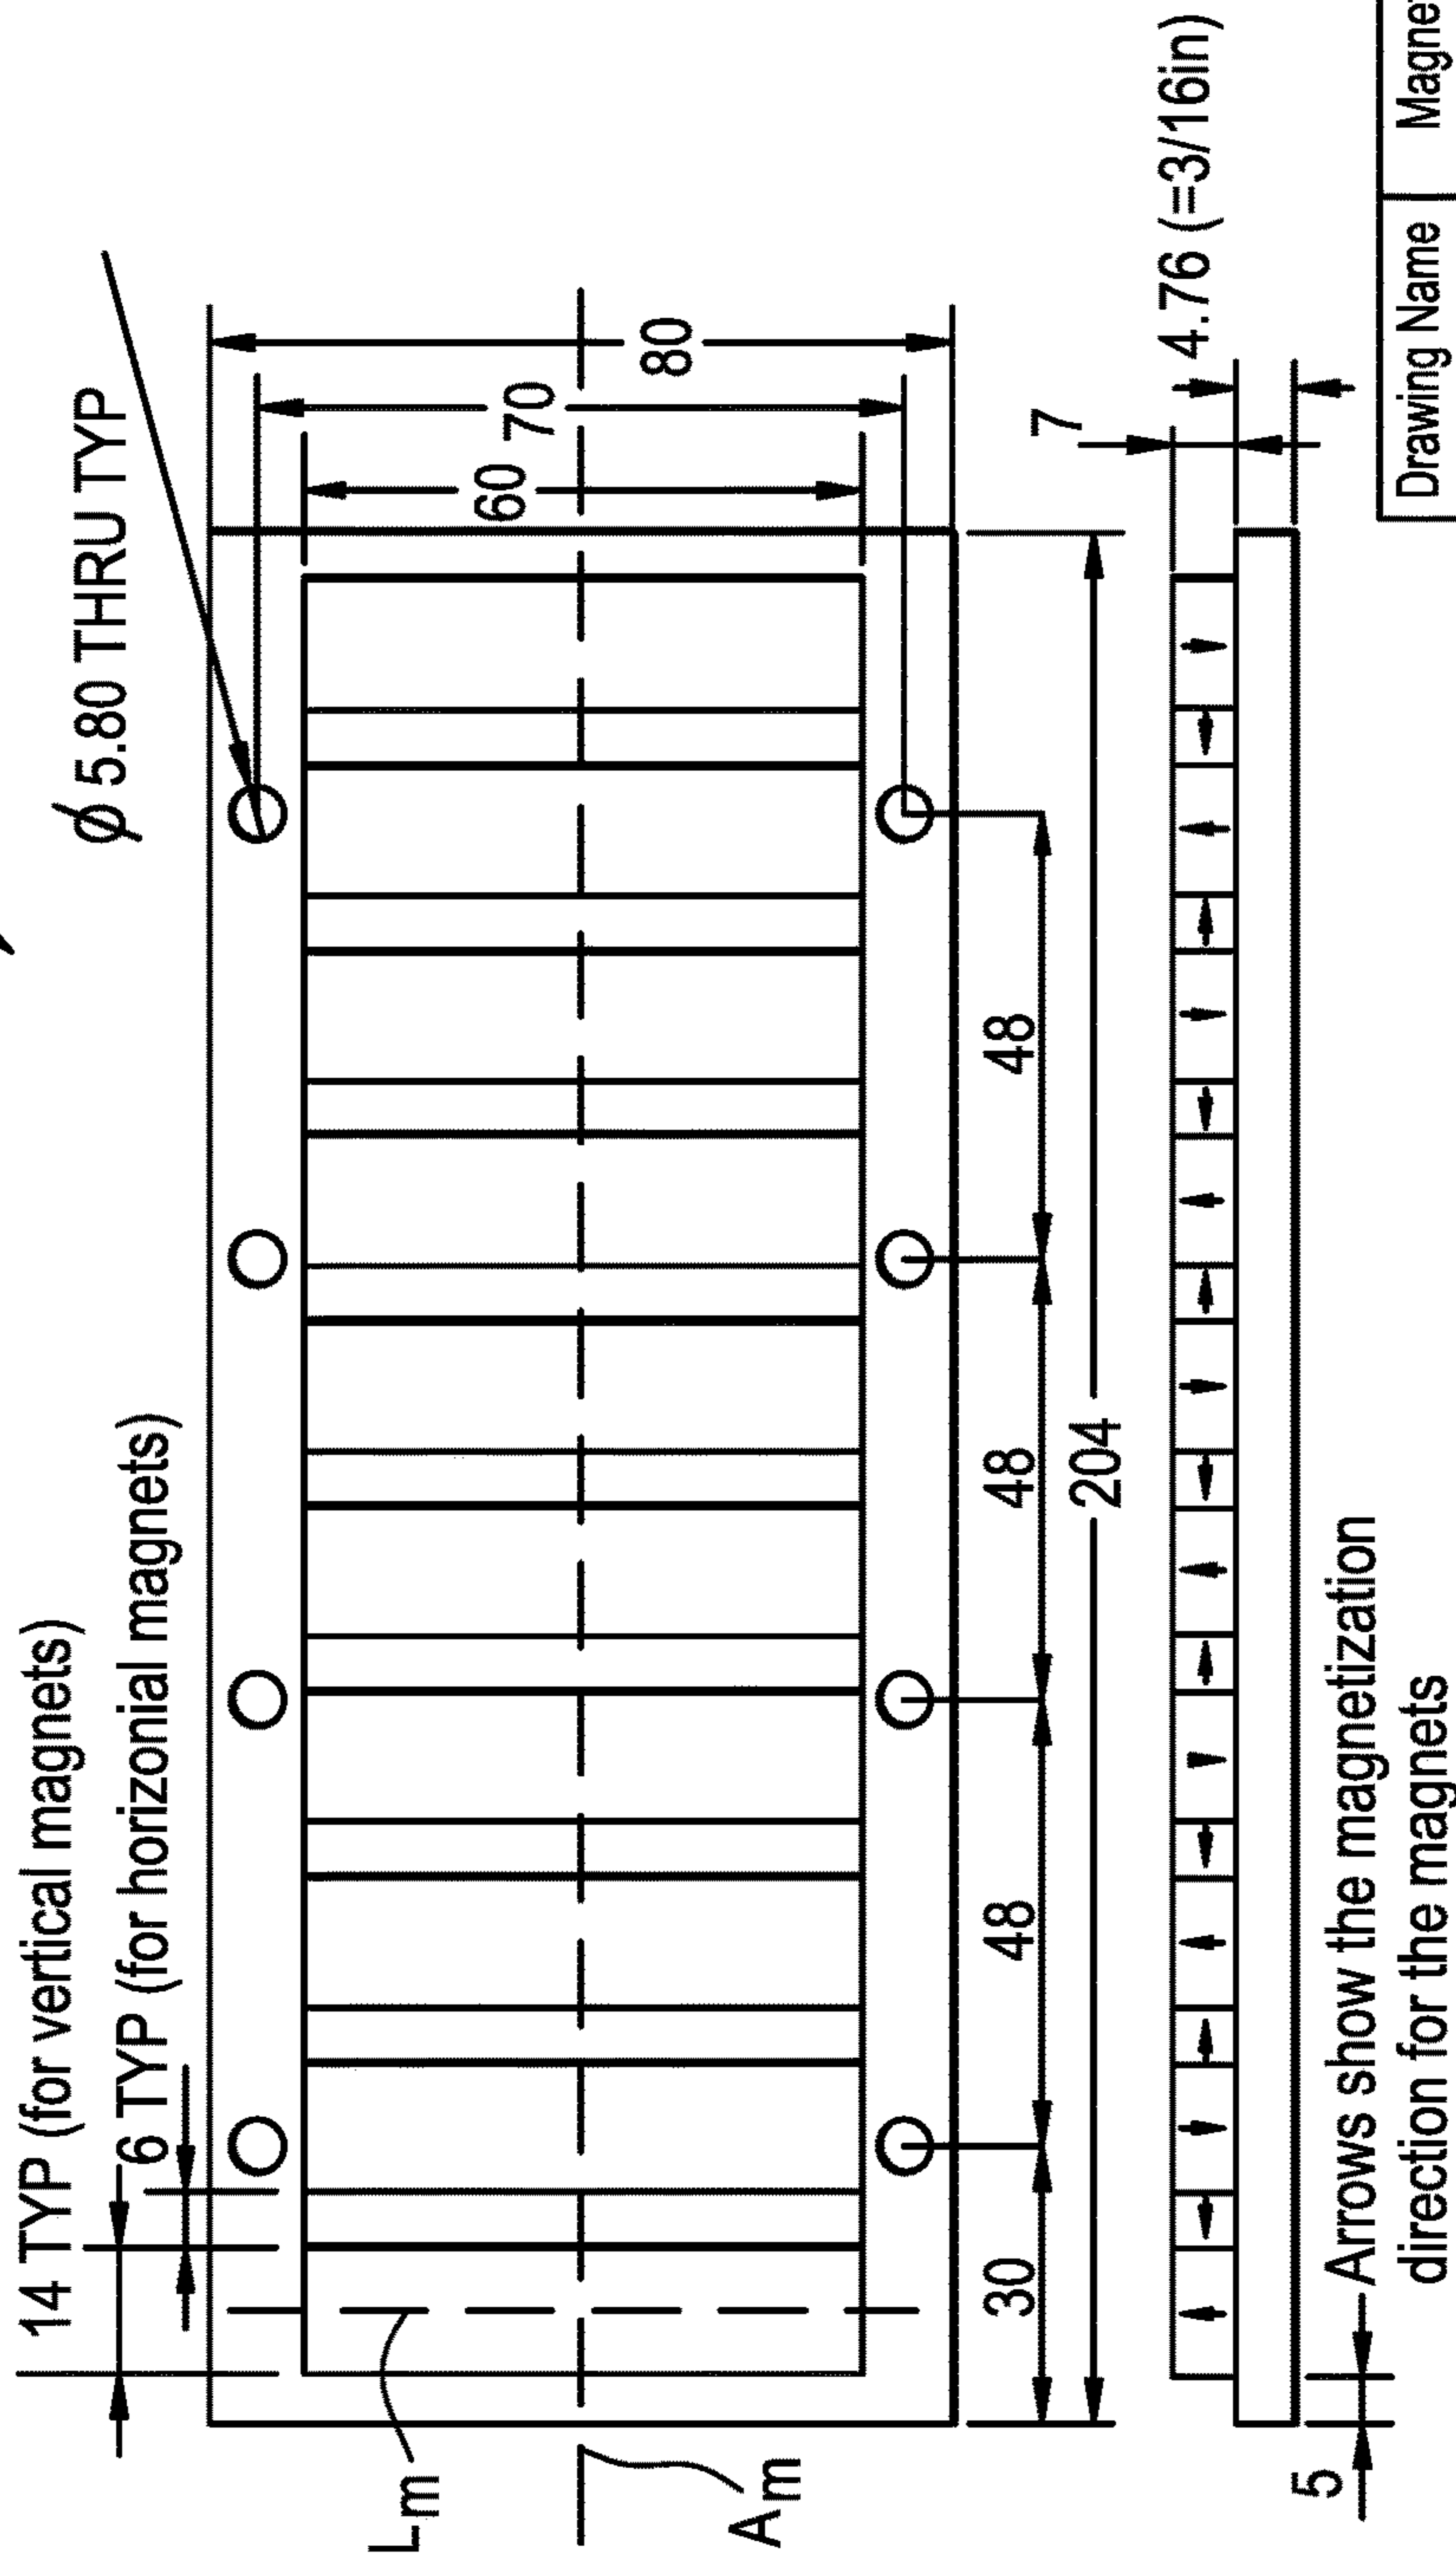 14 TYP (for vertical magnets)
6 TYP (for horizonial magnets)
Ø 5.80 THRU TYP
Lm
Am
60
70
80
30
48
48
48
204
7
4.76 (=3/16in)
5
Arrows show the magnetization
direction for the magnets
Drawing Name